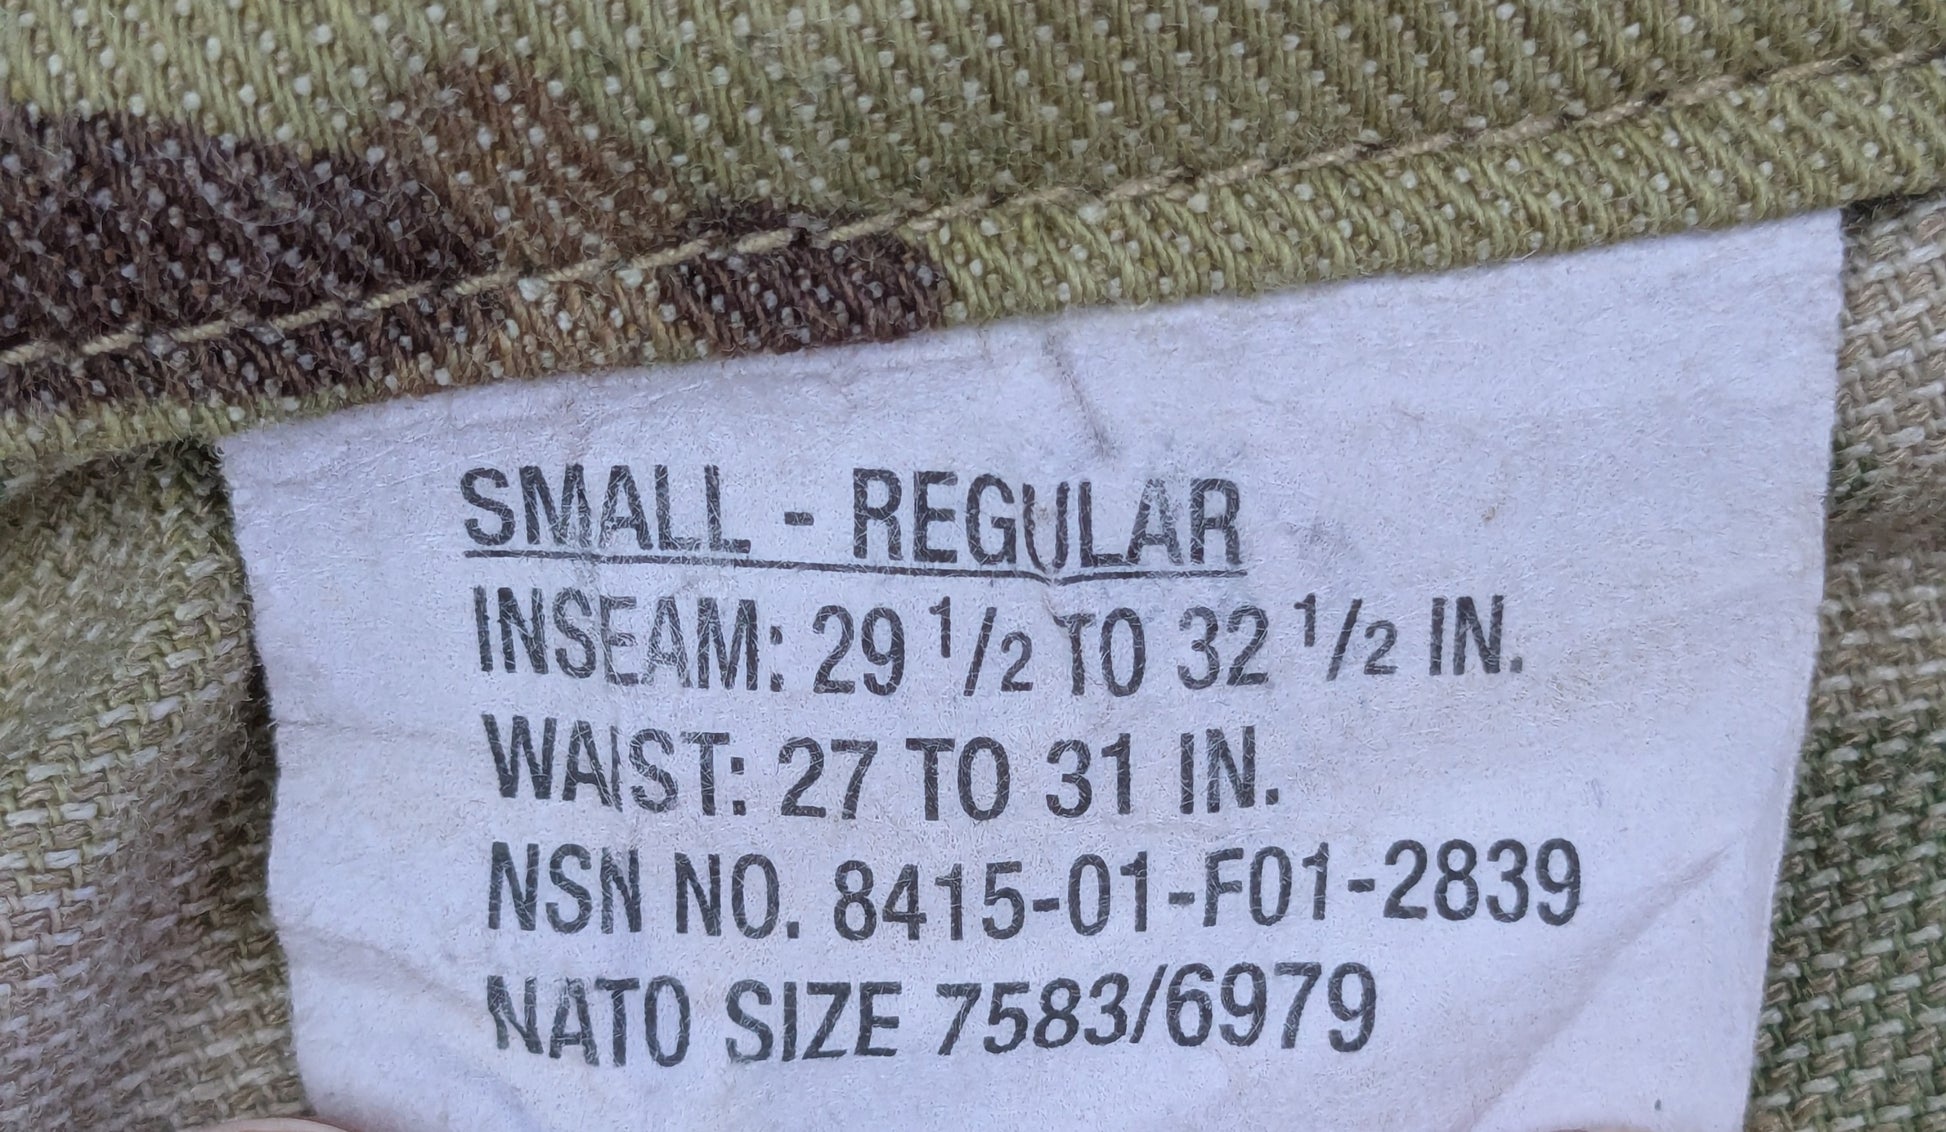 SMALL - REGULAR
INSEAM: 29 1/2 TO 32 1/2 IN.
WAIST: 27 TO 31 IN.
NSN NO. 8415-01-F01-2839
NATO SIZE 7583/6979